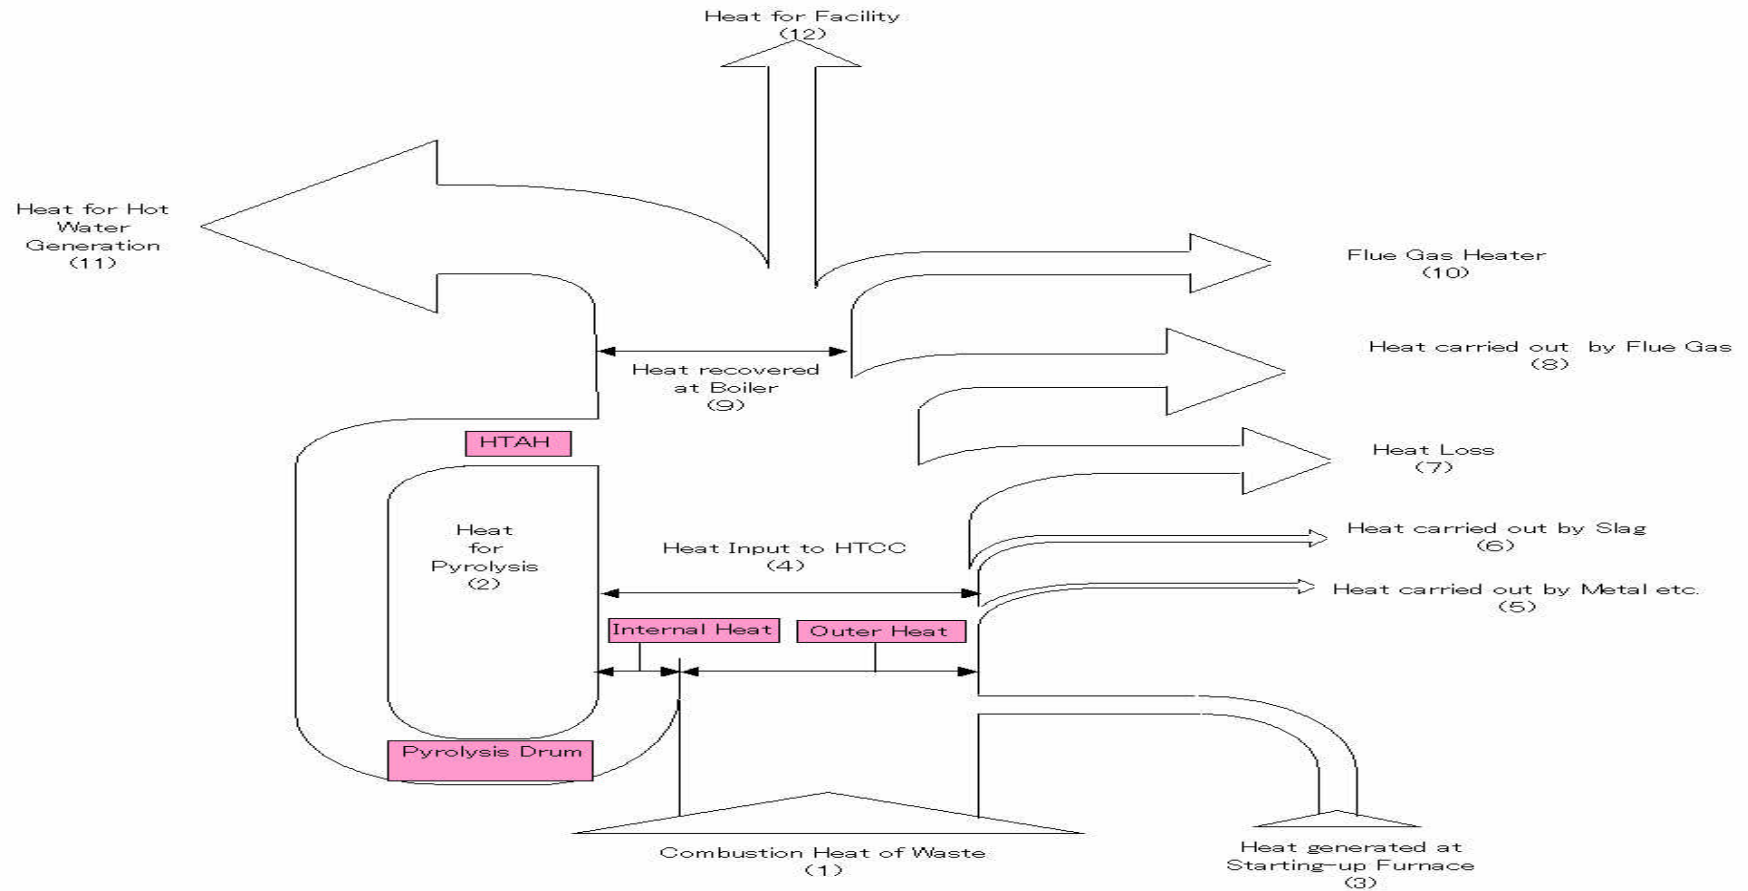 Heat for Facility
(12)
Heat for Hot
Water
Generation
(11)
Flue Gas Heater
(10)
Heat carried out by Flue Gas
(8)
Heat recovered
at Boiler
(9)
HTAH
Heat Loss
(7)
Heat
for
Pyrolysis
(2)
Heat Input to HTCC
(4)
Heat carried out by Slag
(6)
Heat carried out by Metal etc.
(5)
Internal Heat
Outer Heat
Pyrolysis Drum
Combustion Heat of Waste
(1)
Heat generated at
Starting-up Furnace
(3)